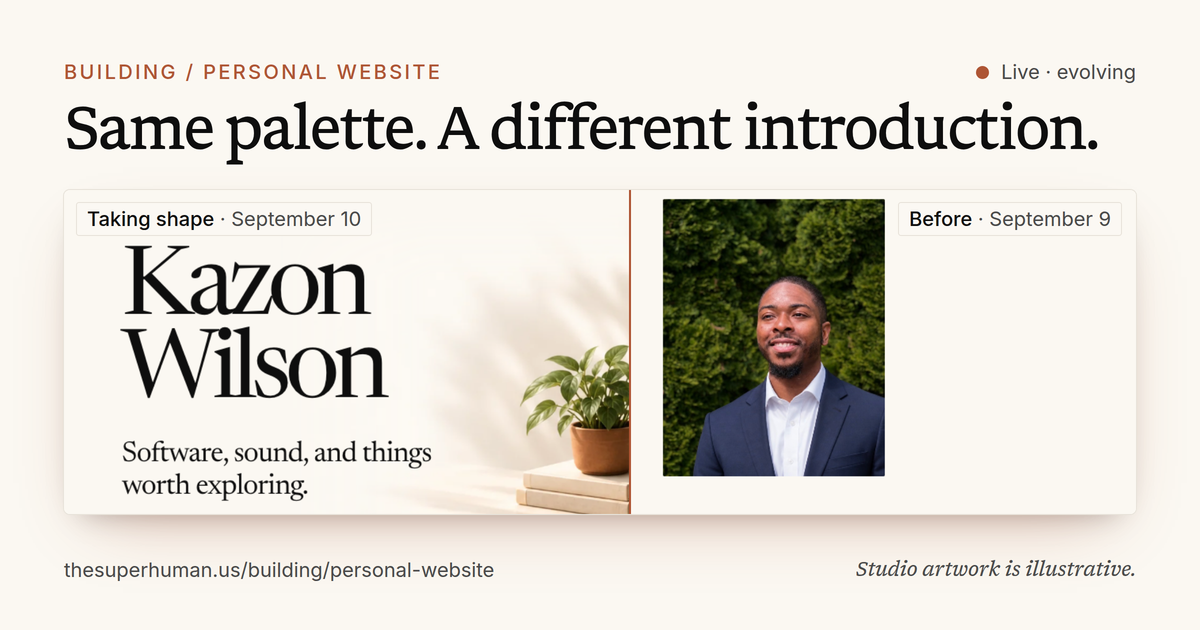 BUILDING / PERSONAL WEBSITE
Live · evolving
Same palette. A different introduction.
Taking shape · September 10
Before · September 9
Kazon
Wilson
Software, sound, and things
worth exploring.
thesuperhuman.us/building/personal-website
Studio artwork is illustrative.